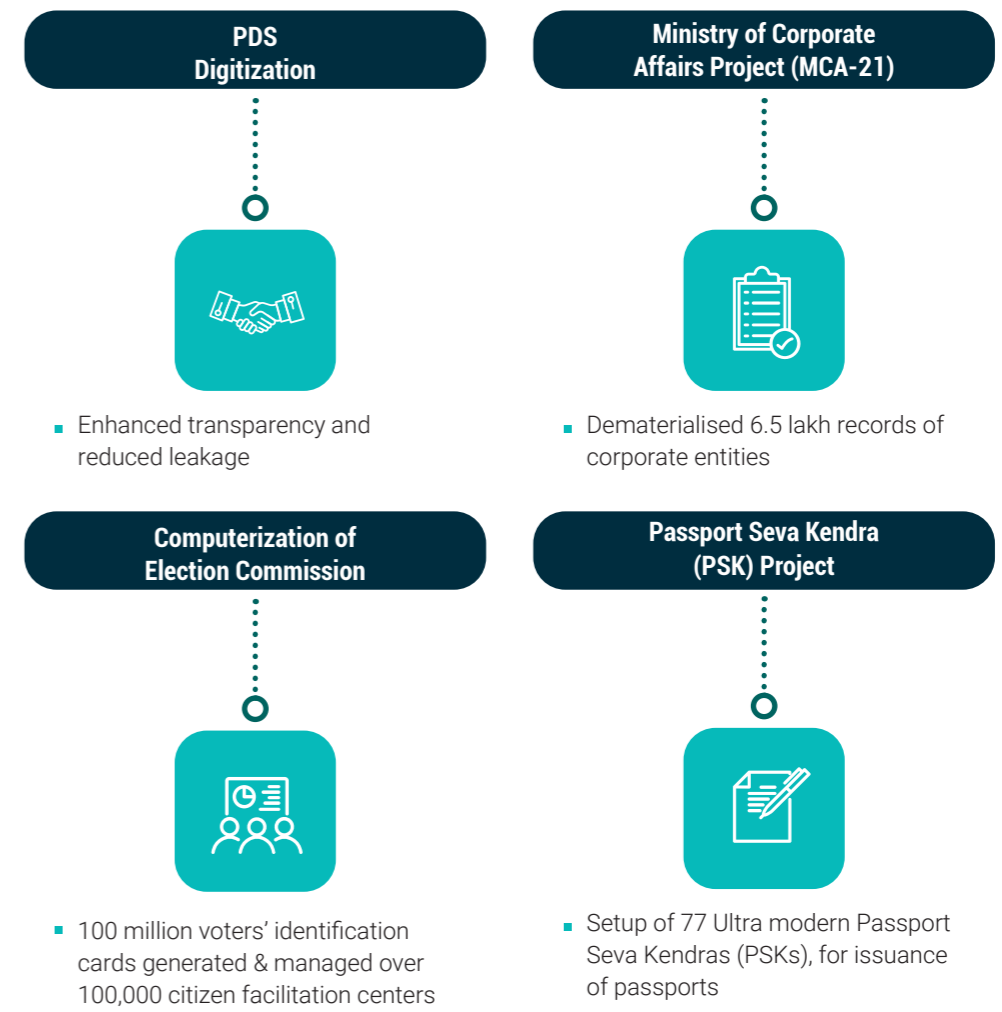 PDS
Digitization
Enhanced transparency and
reduced leakage
Ministry of Corporate
Affairs Project (MCA-21)
Dematerialised 6.5 lakh records of
corporate entities
Computerization of
Election Commission
100 million voters’ identification
cards generated & managed over
100,000 citizen facilitation centers
Passport Seva Kendra
(PSK) Project
Setup of 77 Ultra modern Passport
Seva Kendras (PSKs), for issuance
of passports